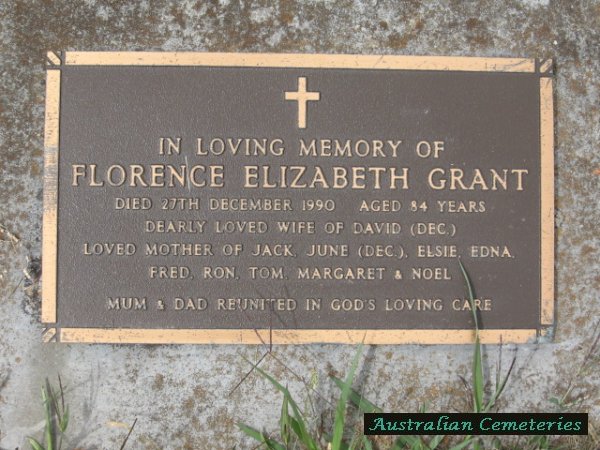 IN LOVING MEMORY OF
FLORENCE ELIZABETH GRANT
DIED 27TH DECEMBER 1990 AGED 84 YEARS
DEARLY LOVED WIFE OF DAVID (DEC.)
LOVED MOTHER OF JACK, JUNE (DEC.), ELSIE, EDNA,
FRED, RON, TOM, MARGARET & NOEL
MUM & DAD REUNITED IN GOD'S LOVING CARE
Australian Cemeteries